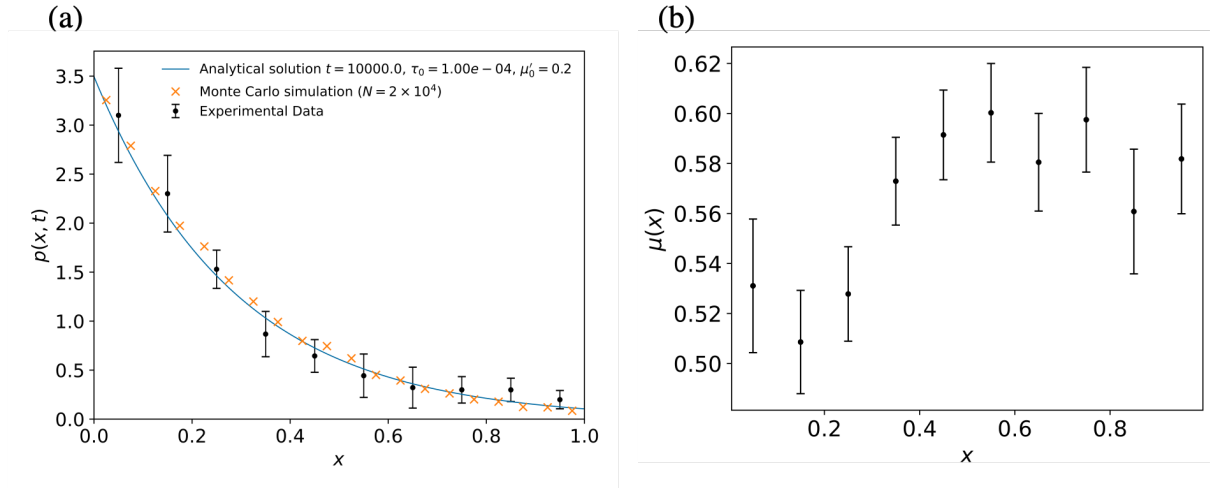 (a)
Analytical solution t = 10000.0, τ₀ = 1.00e − 04, μ₀′ = 0.2
Monte Carlo simulation (N = 2 × 10⁴)
Experimental Data
3.5
3.0
2.5
2.0
1.5
1.0
0.5
0.0
p(x, t)
0.0 0.2 0.4 0.6 0.8 1.0
x
(b)
0.62
0.60
0.58
0.56
0.54
0.52
0.50
μ(x)
0.2 0.4 0.6 0.8
x